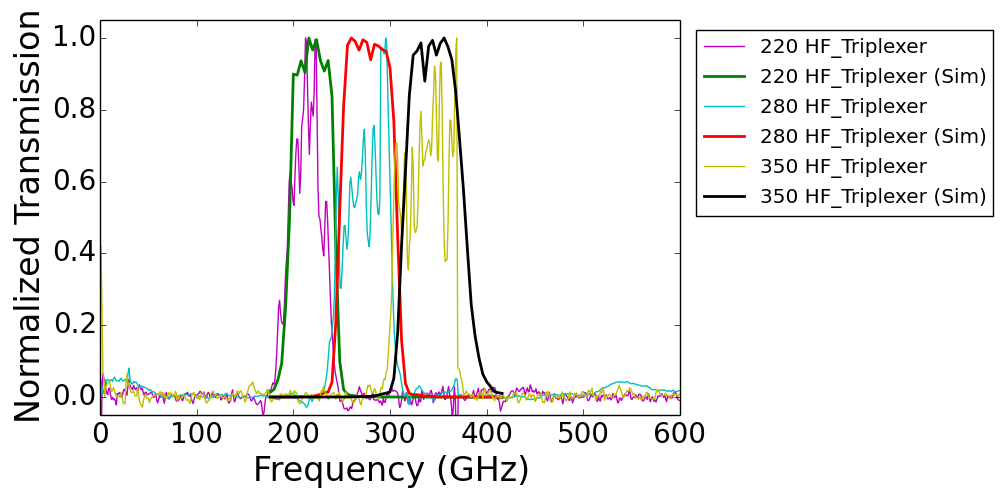 Normalized Transmission
1.0
0.8
0.6
0.4
0.2
0.0
0 100 200 300 400 500 600
Frequency (GHz)
220 HF_Triplexer
220 HF_Triplexer (Sim)
280 HF_Triplexer
280 HF_Triplexer (Sim)
350 HF_Triplexer
350 HF_Triplexer (Sim)